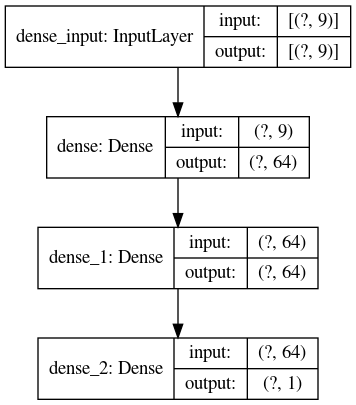 dense_input: InputLayer
input:
[(?, 9)]
output:
[(?, 9)]
dense: Dense
input:
(?, 9)
output:
(?, 64)
dense_1: Dense
input:
(?, 64)
output:
(?, 64)
dense_2: Dense
input:
(?, 64)
output:
(?, 1)